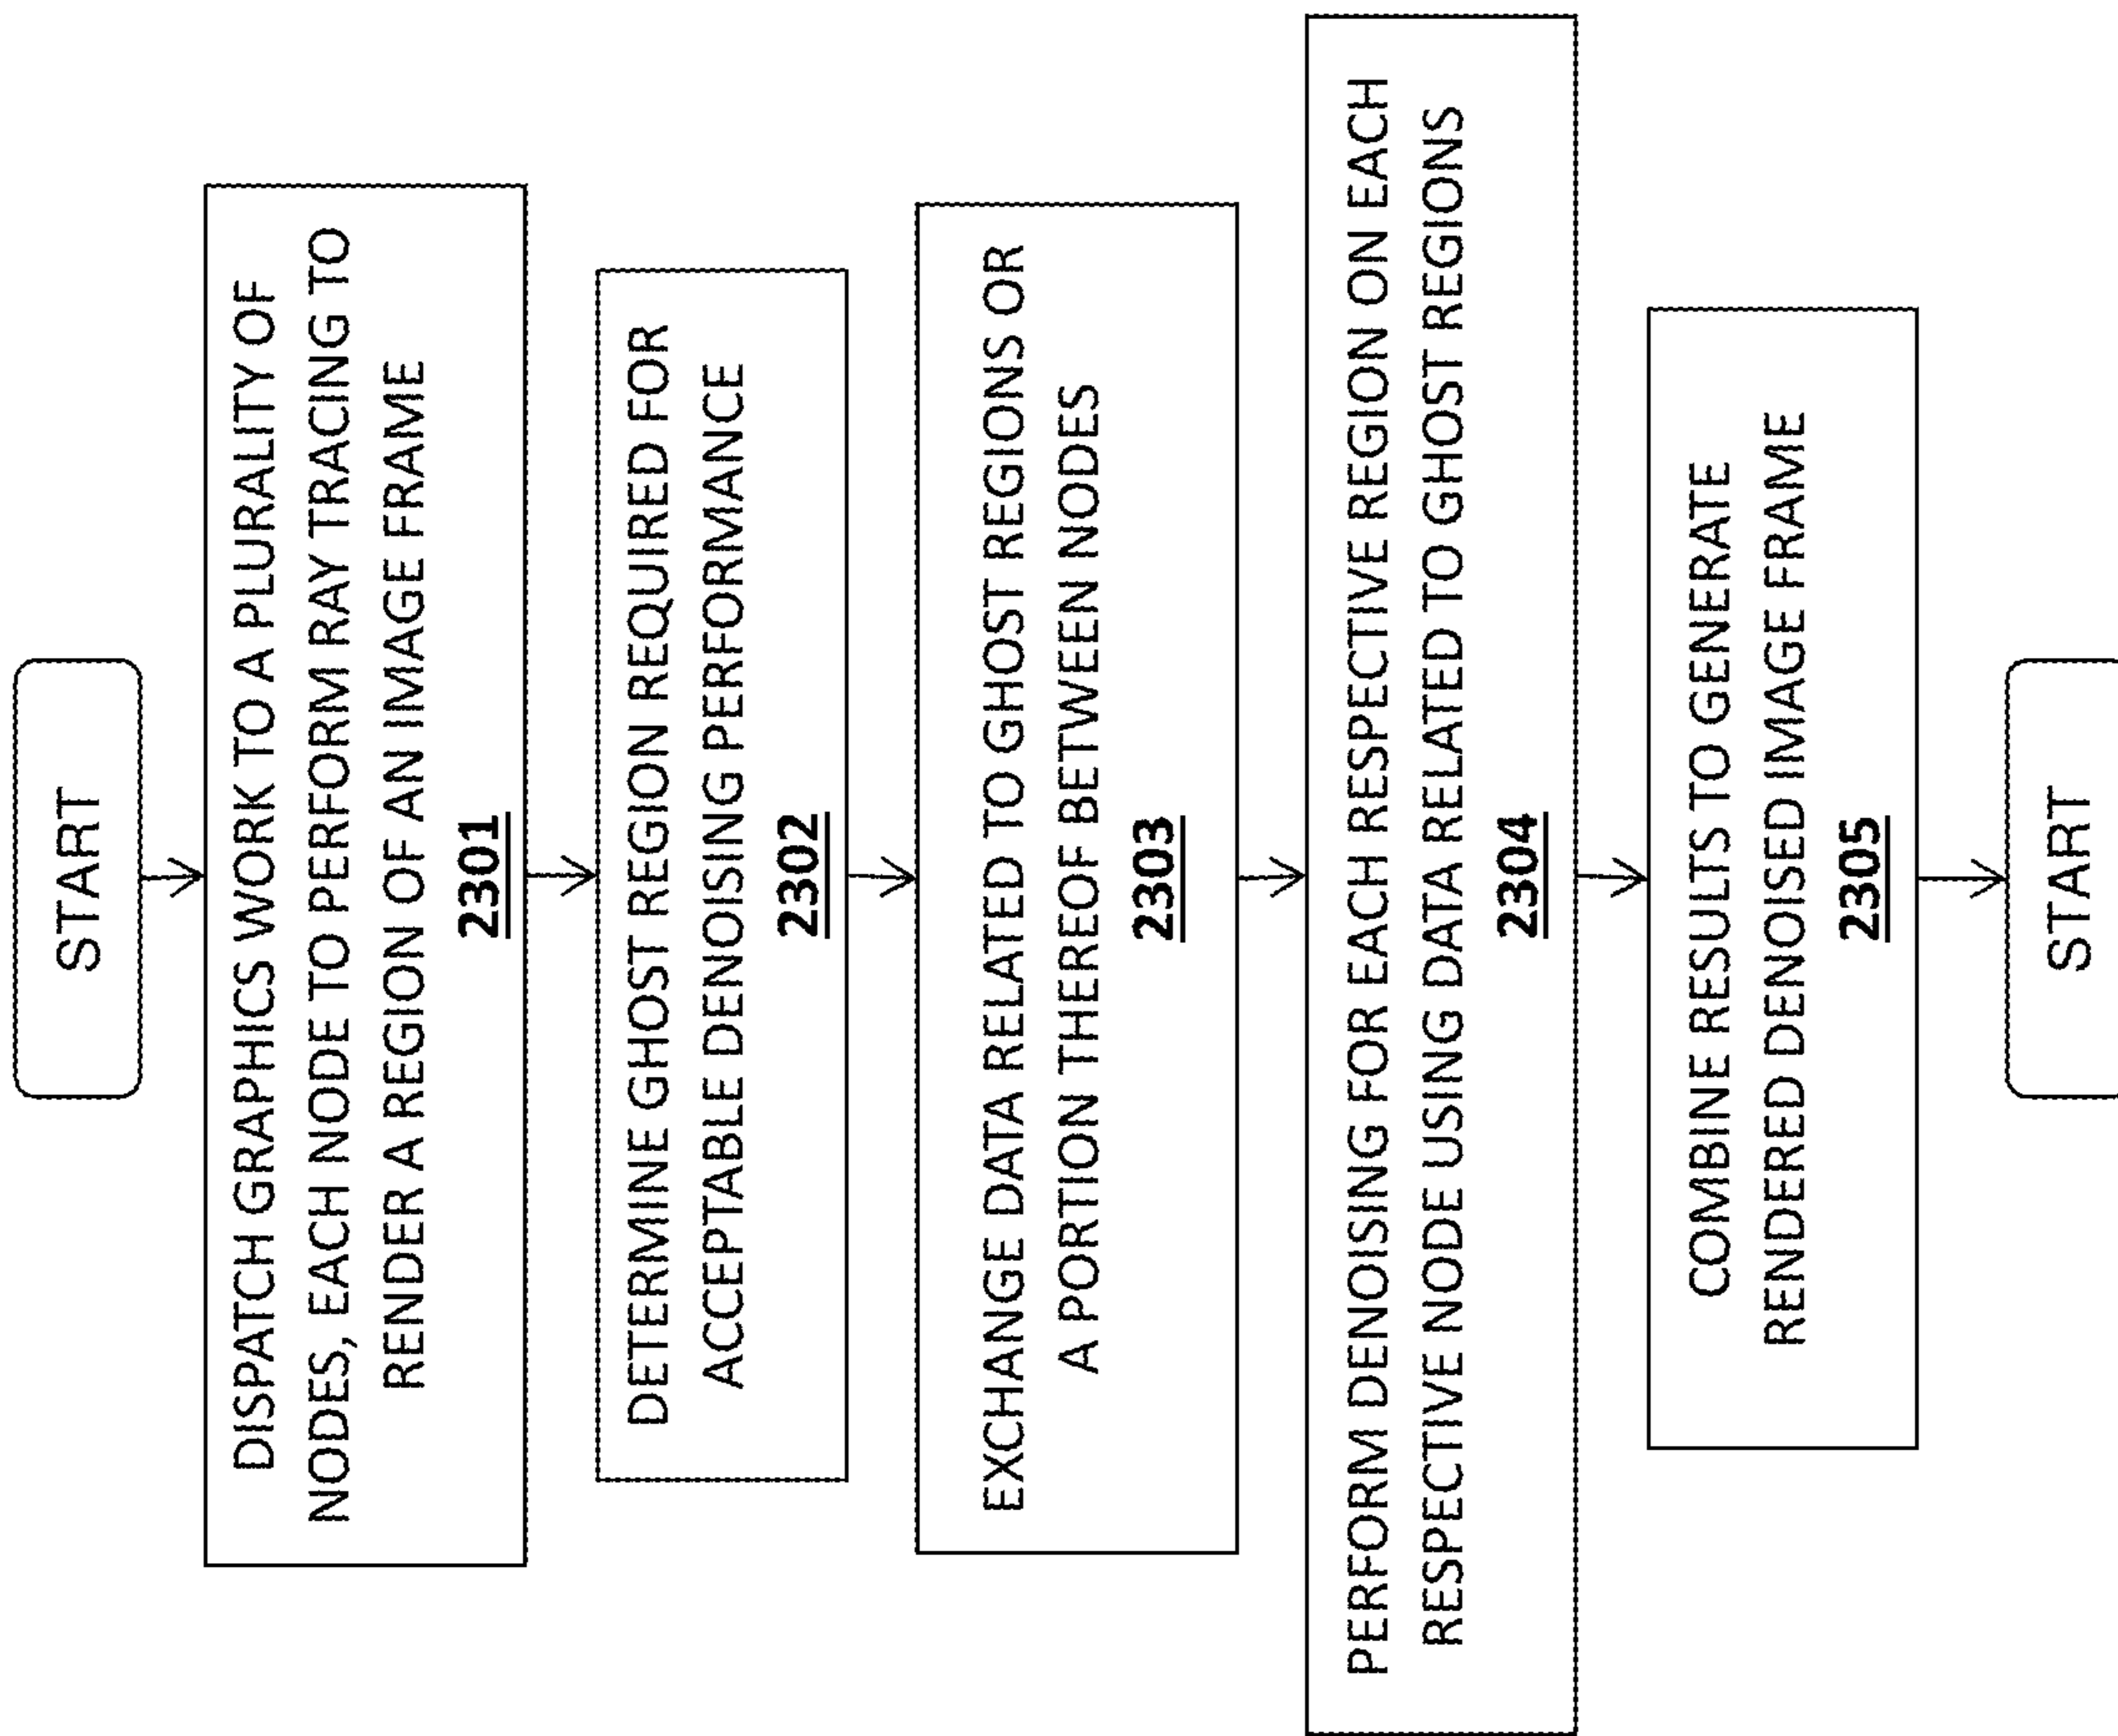 START
DISPATCH GRAPHICS WORK TO A PLURALITY OF
NODES, EACH NODE TO PERFORM RAY TRACING TO
RENDER A REGION OF AN IMAGE FRAME
2301
DETERMINE GHOST REGION REQUIRED FOR
ACCEPTABLE DENOISING PERFORMANCE
2302
EXCHANGE DATA RELATED TO GHOST REGIONS OR
A PORTION THEREOF BETWEEN NODES
2303
PERFORM DENOISING FOR EACH RESPECTIVE REGION ON EACH
RESPECTIVE NODE USING DATA RELATED TO GHOST REGIONS
2304
COMBINE RESULTS TO GENERATE
RENDERED DENOISED IMAGE FRAME
2305
START